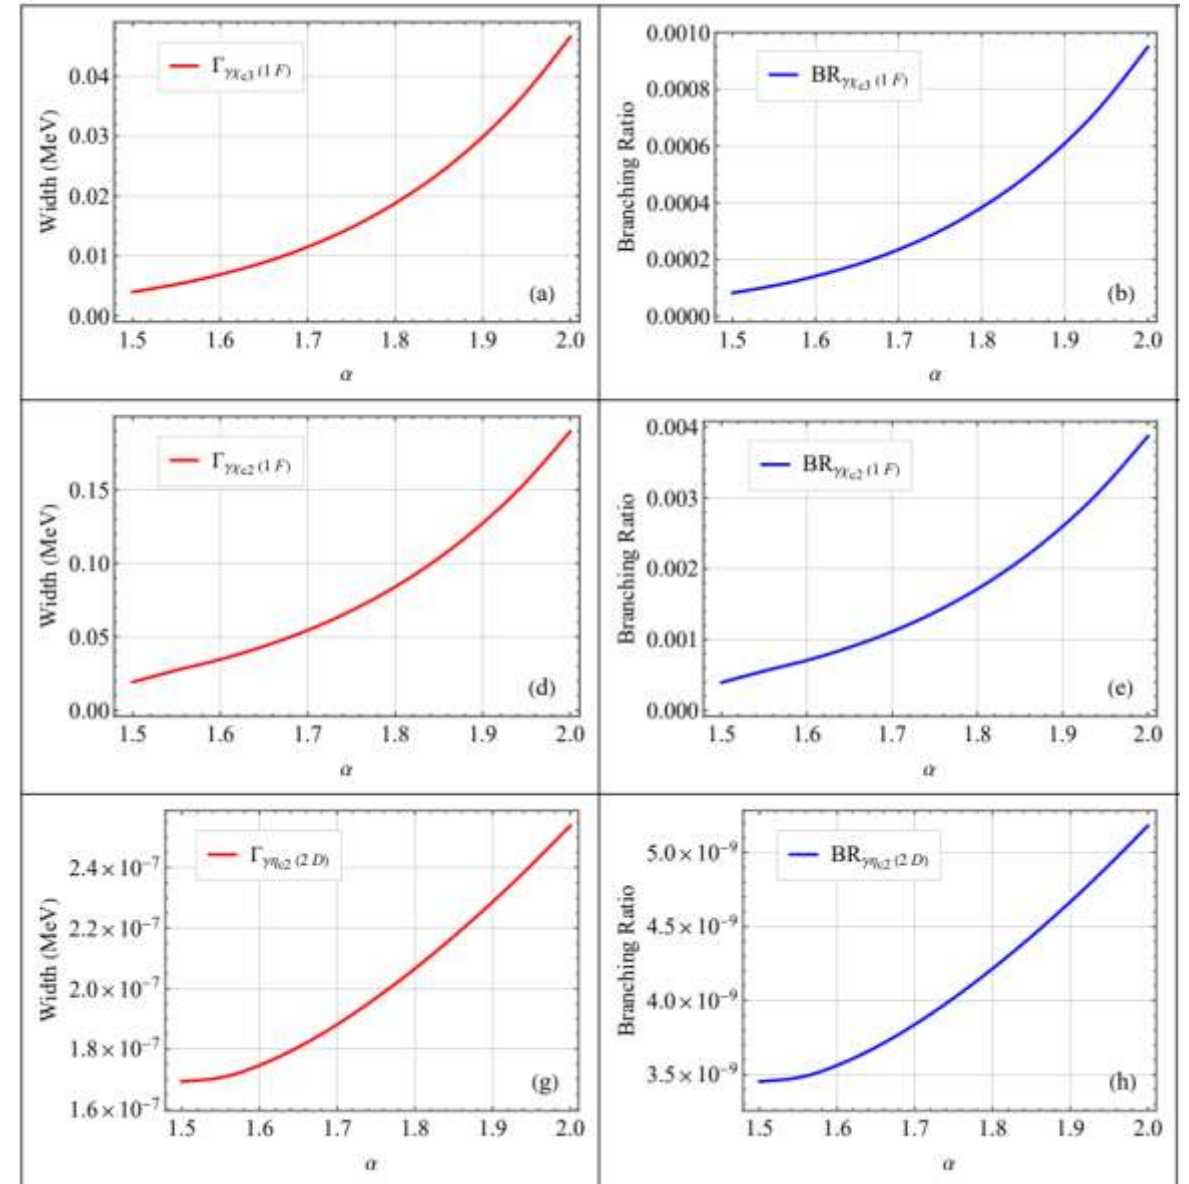 Γγχc3 (1 F)
Width (MeV)
0.04
0.03
0.02
0.01
0.00
(a)
1.5 1.6 1.7 1.8 1.9 2.0
α
BRγχc3 (1 F)
Branching Ratio
0.0010
0.0008
0.0006
0.0004
0.0002
0.0000
(b)
1.5 1.6 1.7 1.8 1.9 2.0
α
Γγχc2 (1 F)
Width (MeV)
0.15
0.10
0.05
0.00
(d)
1.5 1.6 1.7 1.8 1.9 2.0
α
BRγχc2 (1 F)
Branching Ratio
0.004
0.003
0.002
0.001
0.000
(e)
1.5 1.6 1.7 1.8 1.9 2.0
α
Γγηc2 (2 D)
Width (MeV)
2.4×10⁻⁷
2.2×10⁻⁷
2.0×10⁻⁷
1.8×10⁻⁷
1.6×10⁻⁷
(g)
1.5 1.6 1.7 1.8 1.9 2.0
α
BRγηc2 (2 D)
Branching Ratio
5.0×10⁻⁹
4.5×10⁻⁹
4.0×10⁻⁹
3.5×10⁻⁹
(h)
1.5 1.6 1.7 1.8 1.9 2.0
α